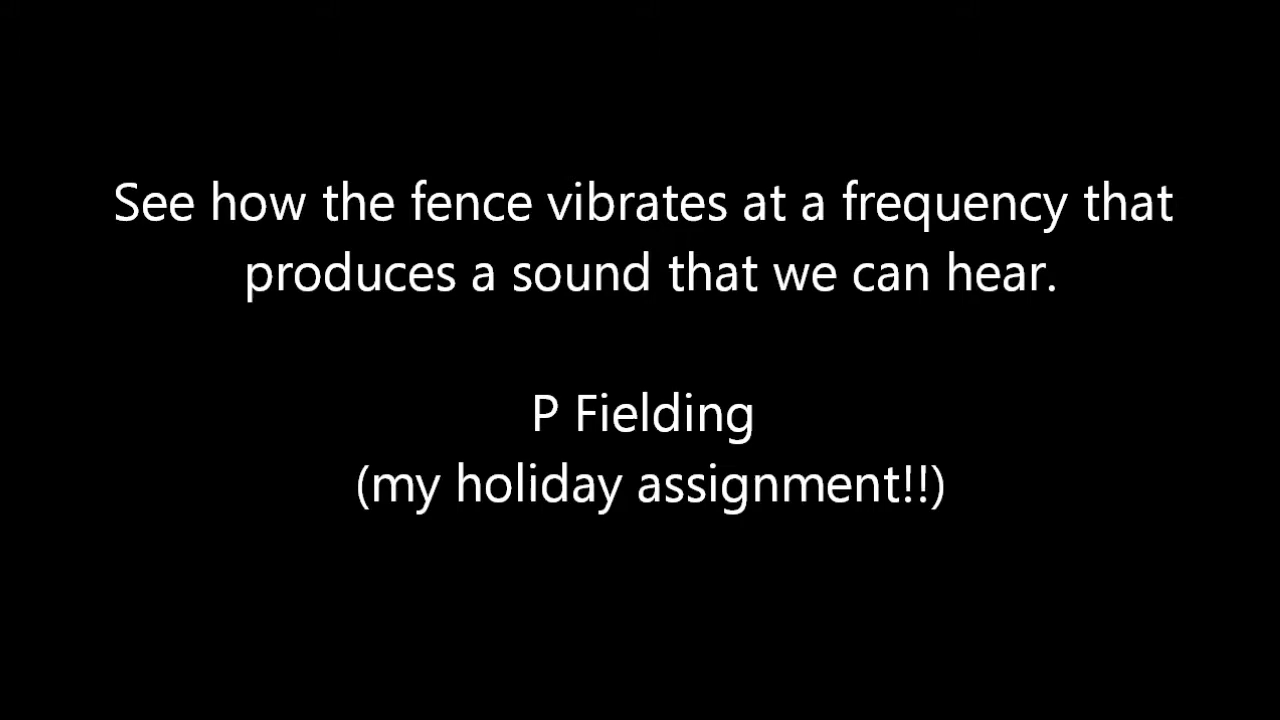 See how the fence vibrates at a frequency that
produces a sound that we can hear.
P Fielding
(my holiday assignment!!)